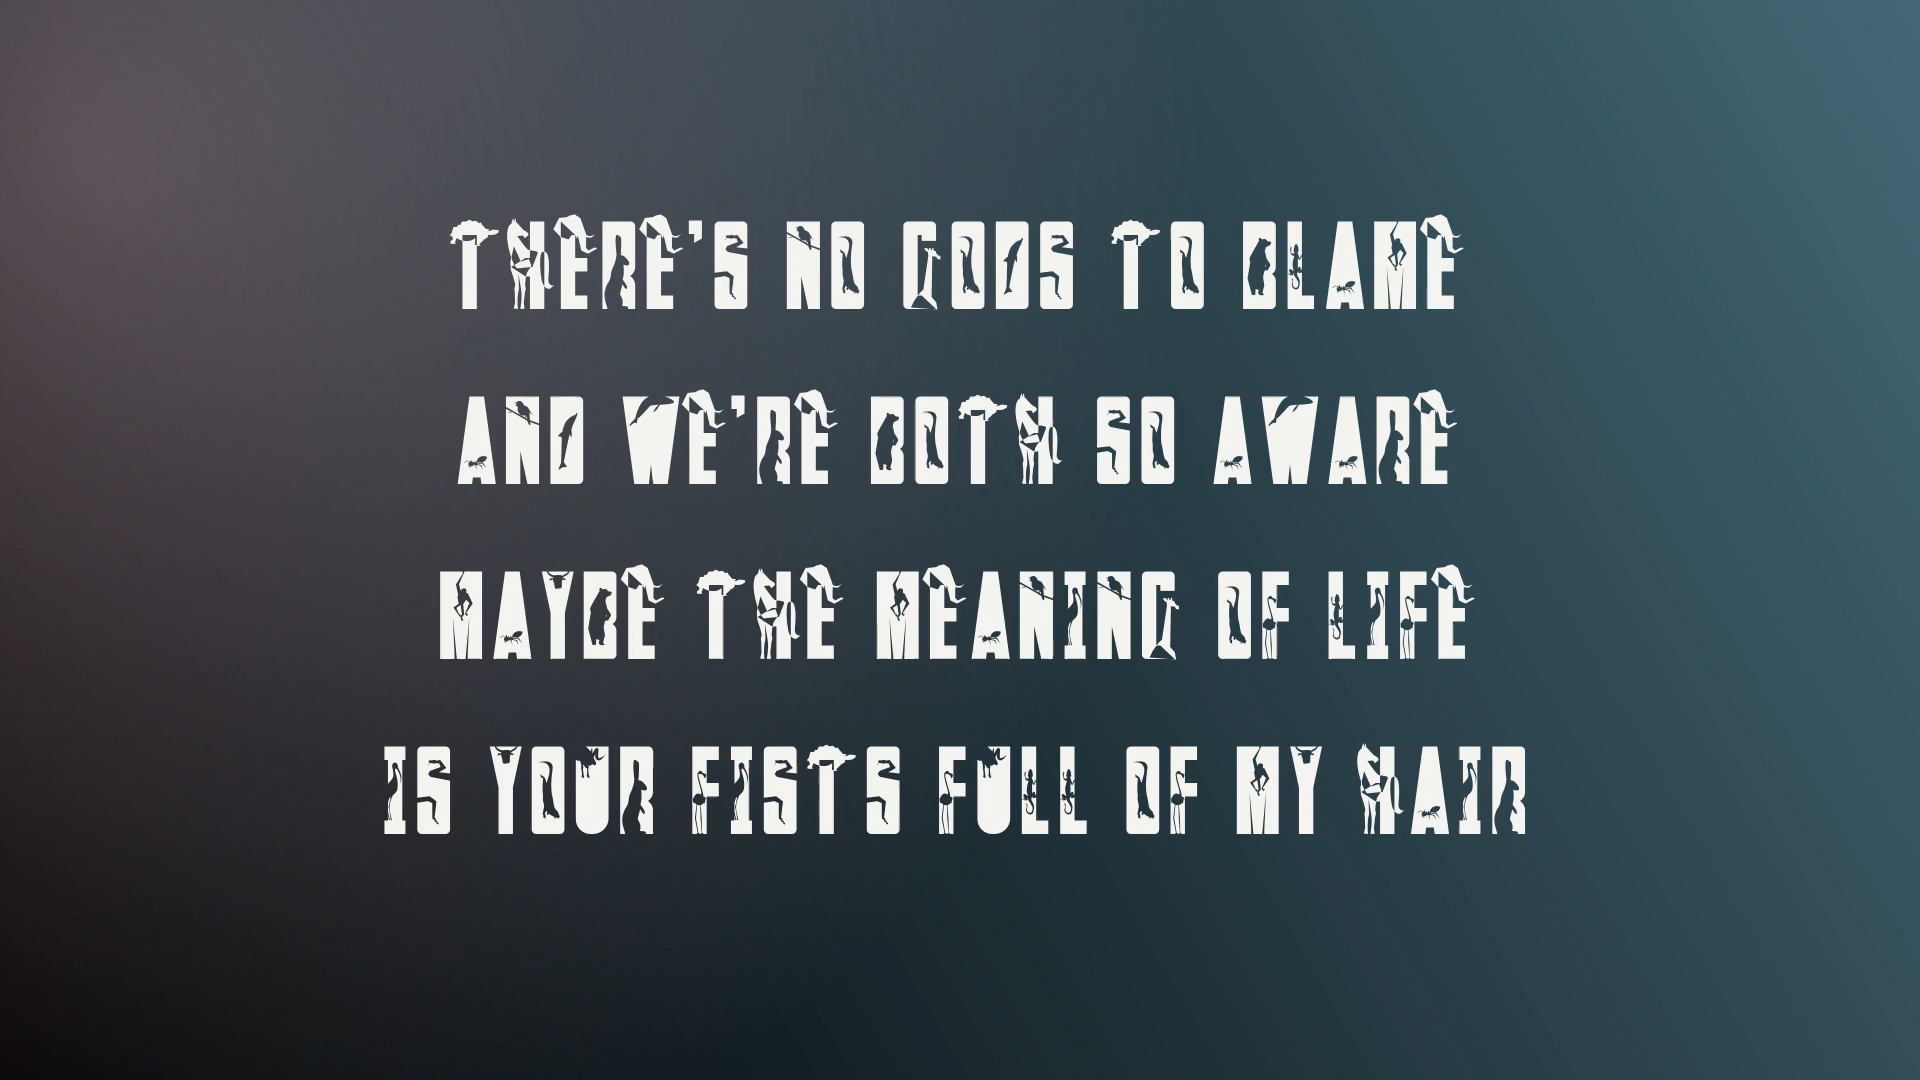 THERE'S NO GODS TO BLAME
AND WE'RE BOTH SO AWARE
MAYBE THE MEANING OF LIFE
IS YOUR FISTS FULL OF MY HAIR